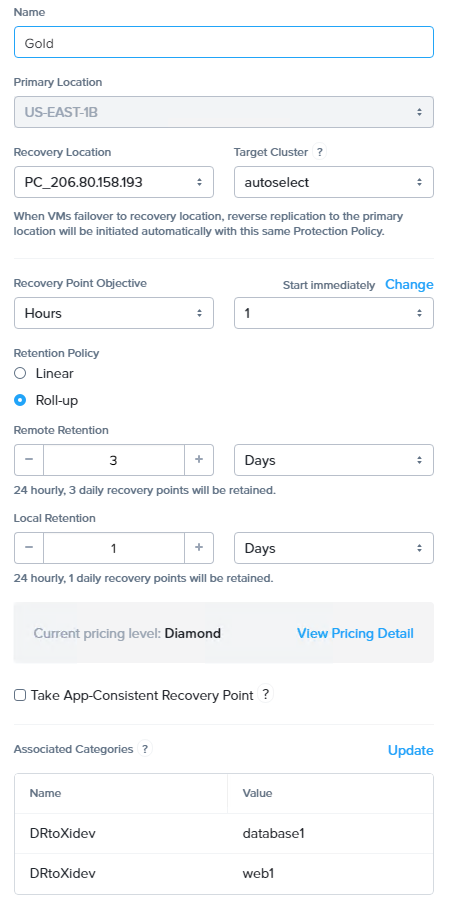 Name
Gold
Primary Location
US-EAST-1B
Recovery Location
Target Cluster ?
PC_206.80.158.193
autoselect
When VMs failover to recovery location, reverse replication to the primary
location will be initiated automatically with this same Protection Policy.
Recovery Point Objective
Start immediately Change
Hours
1
Retention Policy
Linear
Roll-up
Remote Retention
− 3 +
Days
24 hourly, 3 daily recovery points will be retained.
Local Retention
− 1 +
Days
24 hourly, 1 daily recovery points will be retained.
Current pricing level: Diamond
View Pricing Detail
Take App-Consistent Recovery Point ?
Associated Categories ?
Update
Name Value
DRtoXidev database1
DRtoXidev web1